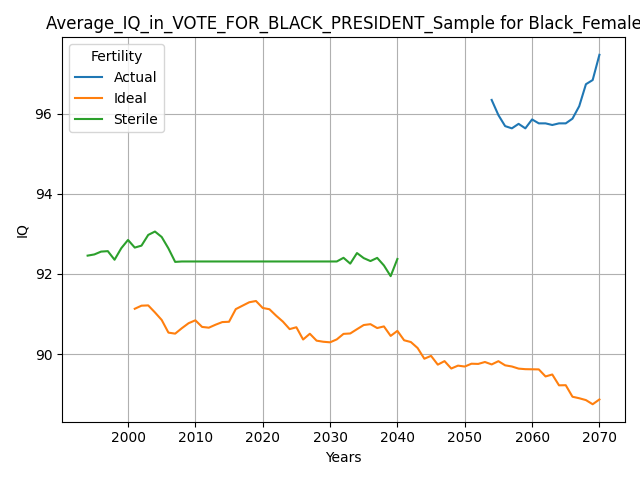 Average_IQ_in_VOTE_FOR_BLACK_PRESIDENT_Sample for Black_Female
Fertility
Actual
Ideal
Sterile
96
94
92
90
IQ
2000 2010 2020 2030 2040 2050 2060 2070
Years